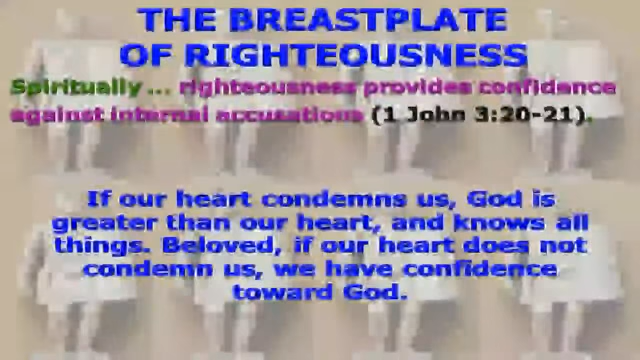 THE BREASTPLATE
OF RIGHTEOUSNESS
Spiritually ... righteousness provides confidence
against internal accusations (1 John 3:20-21).
If our heart condemns us, God is
greater than our heart, and knows all
things. Beloved, if our heart does not
condemn us, we have confidence
toward God.